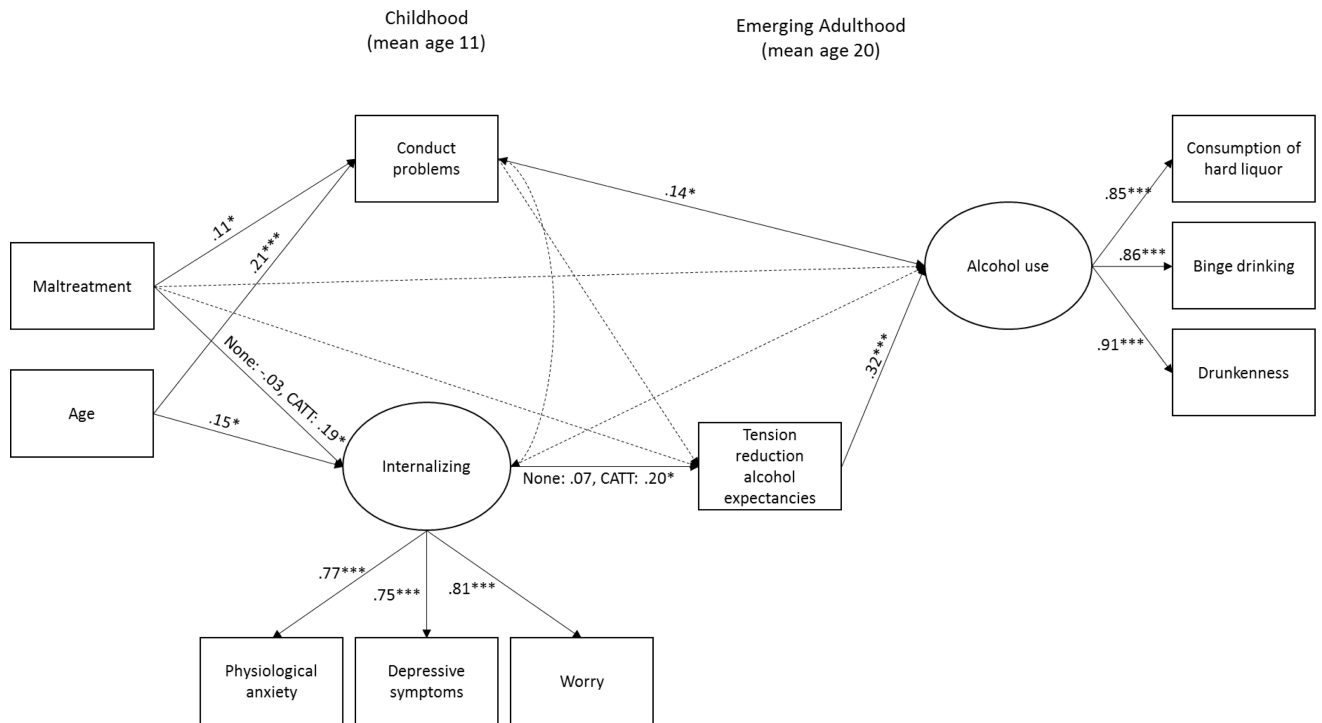 Childhood
(mean age 11)
Emerging Adulthood
(mean age 20)
Conduct
problems
Consumption of
hard liquor
.14*
.85***
.11*
.21***
Alcohol use
.86***
Binge drinking
Maltreatment
.91***
.32***
Drunkenness
None: -.03, CATT: .19*
Age
.15*
Internalizing
None: .07, CATT: .20*
Tension
reduction
alcohol
expectancies
.77***
.75***
.81***
Physiological
anxiety
Depressive
symptoms
Worry